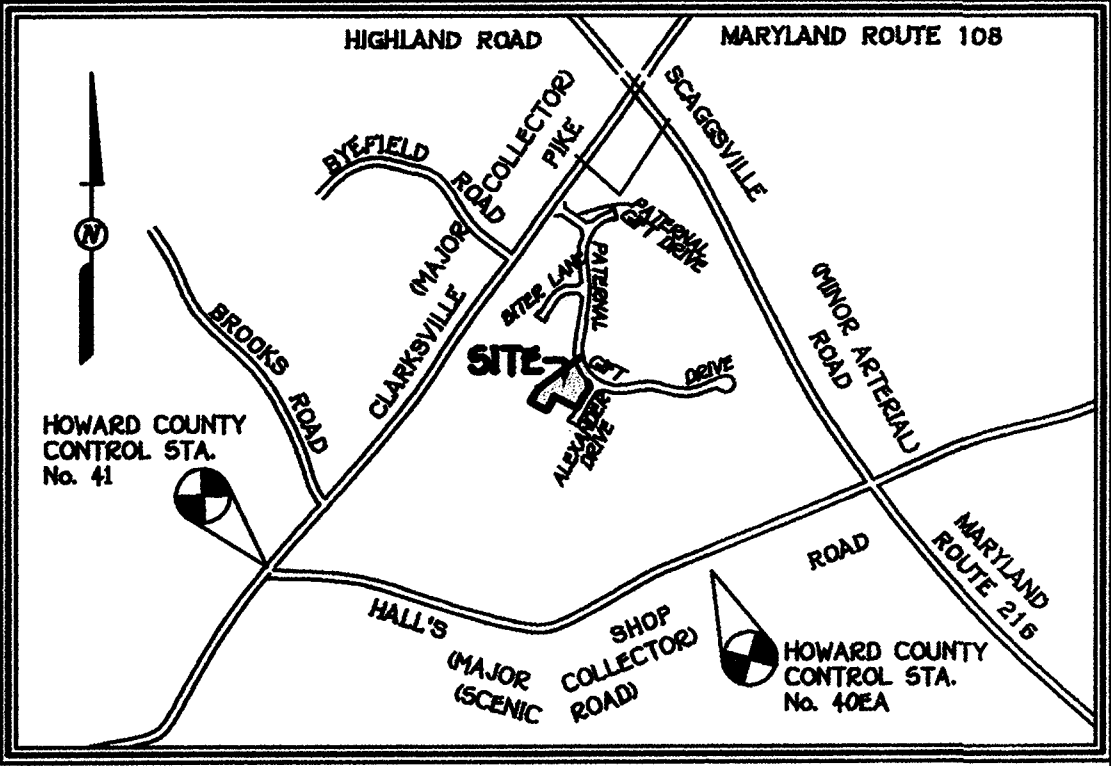 HIGHLAND ROAD
MARYLAND ROUTE 108
SCAGGSVILLE
(MINOR ARTERIAL)
ROAD
MARYLAND
ROUTE 216
BYEFIELD
ROAD
CLARKSVILLE
PIKE
(MAJOR
COLLECTOR)
N
BROOKS
ROAD
PATERNAL
GIFT DRIVE
PATERNAL
GIFT
DRIVE
BITER LANE
SITE
ALEXANDER
DRIVE
HOWARD COUNTY
CONTROL STA.
No. 41
HALL'S
SHOP
ROAD
(MAJOR
COLLECTOR)
(SCENIC
ROAD)
HOWARD COUNTY
CONTROL STA.
No. 40EA